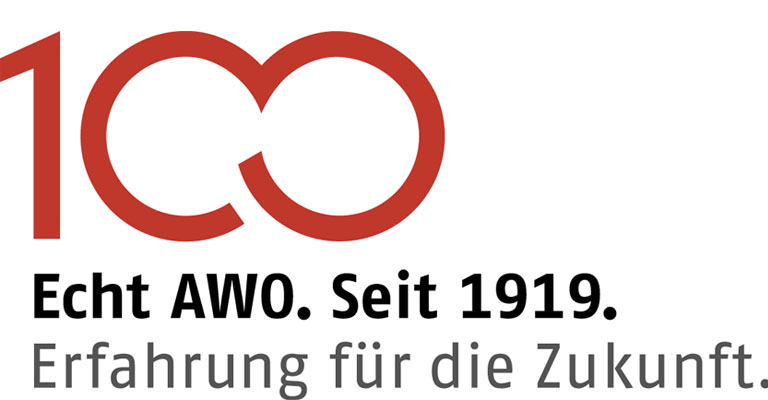 100
Echt AWO. Seit 1919.
Erfahrung für die Zukunft.